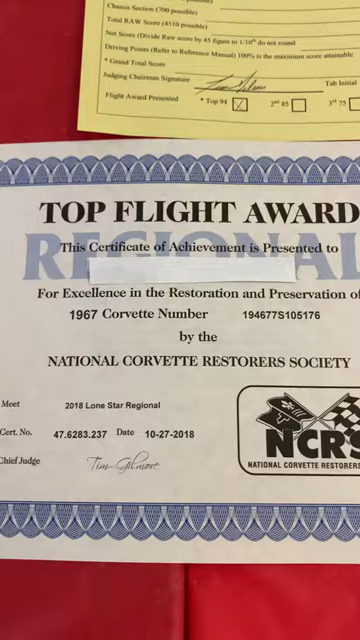 Chassis Section (700 possible)
Total RAW Score (4510 possible)
Net Score (Divide Raw score by 45 figure to 1/10th do not round
Driving Points (Refer to Reference Manual) 100% is the maximum score attainable
* Grand Total Score
Judging Chairman Signature
Tab Initial
Flight Award Presented * Top 94 2nd 85 3rd 75
TOP FLIGHT AWARD
REGIONAL
This Certificate of Achievement is Presented to
For Excellence in the Restoration and Preservation of
1967 Corvette Number 194677S105176
by the
NATIONAL CORVETTE RESTORERS SOCIETY
Meet 2018 Lone Star Regional
Cert. No. 47.6283.237 Date 10-27-2018
Chief Judge Tim Gilmore
NCRS
NATIONAL CORVETTE RESTORERS